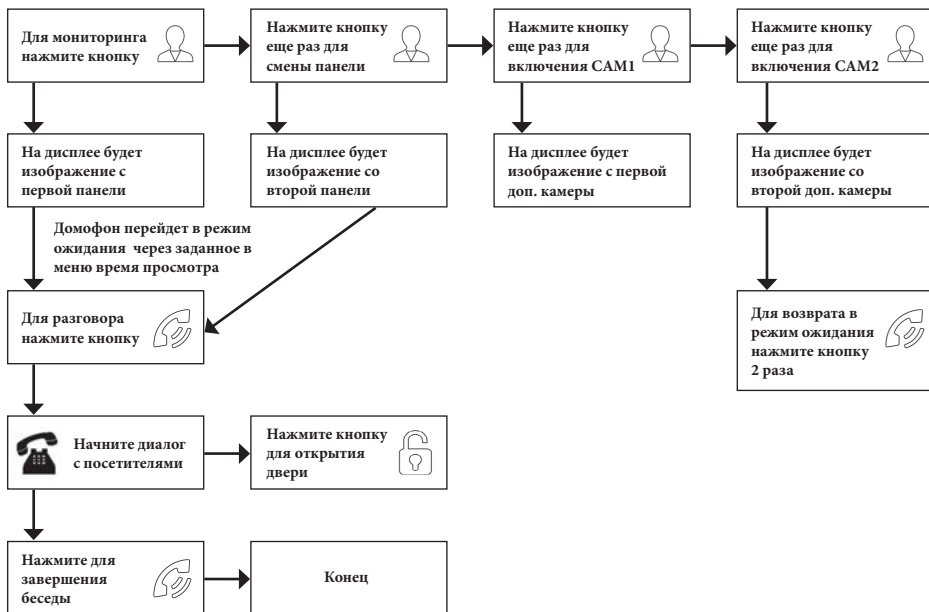 Для мониторинга
нажмите кнопку
Нажмите кнопку
еще раз для
смены панели
Нажмите кнопку
еще раз для
включения CAM1
Нажмите кнопку
еще раз для
включения CAM2
На дисплее будет
изображение с
первой панели
На дисплее будет
изображение со
второй панели
На дисплее будет
изображение с первой
доп. камеры
На дисплее будет
изображение со
второй доп. камеры
Домофон перейдет в режим
ожидания через заданное в
меню время просмотра
Для разговора
нажмите кнопку
Для возврата в
режим ожидания
нажмите кнопку
2 раза
Начните диалог
с посетителями
Нажмите кнопку
для открытия
двери
Нажмите для
завершения
беседы
Конец